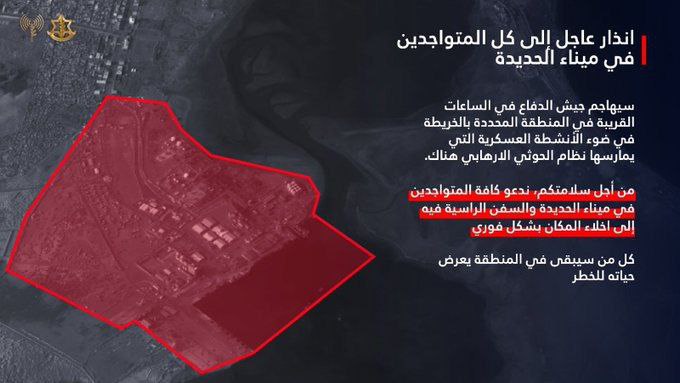 انذار عاجل إلى كل المتواجدين
في ميناء الحديدة
سيهاجم جيش الدفاع في الساعات
القريبة في المنطقة المحددة بالخريطة
في ضوء الأنشطة العسكرية التي
يمارسها نظام الحوثي الارهابي هناك.
من أجل سلامتكم، ندعو كافة المتواجدين
في ميناء الحديدة والسفن الراسية فيه
إلى اخلاء المكان بشكل فوري
كل من سيبقى في المنطقة يعرض
حياته للخطر